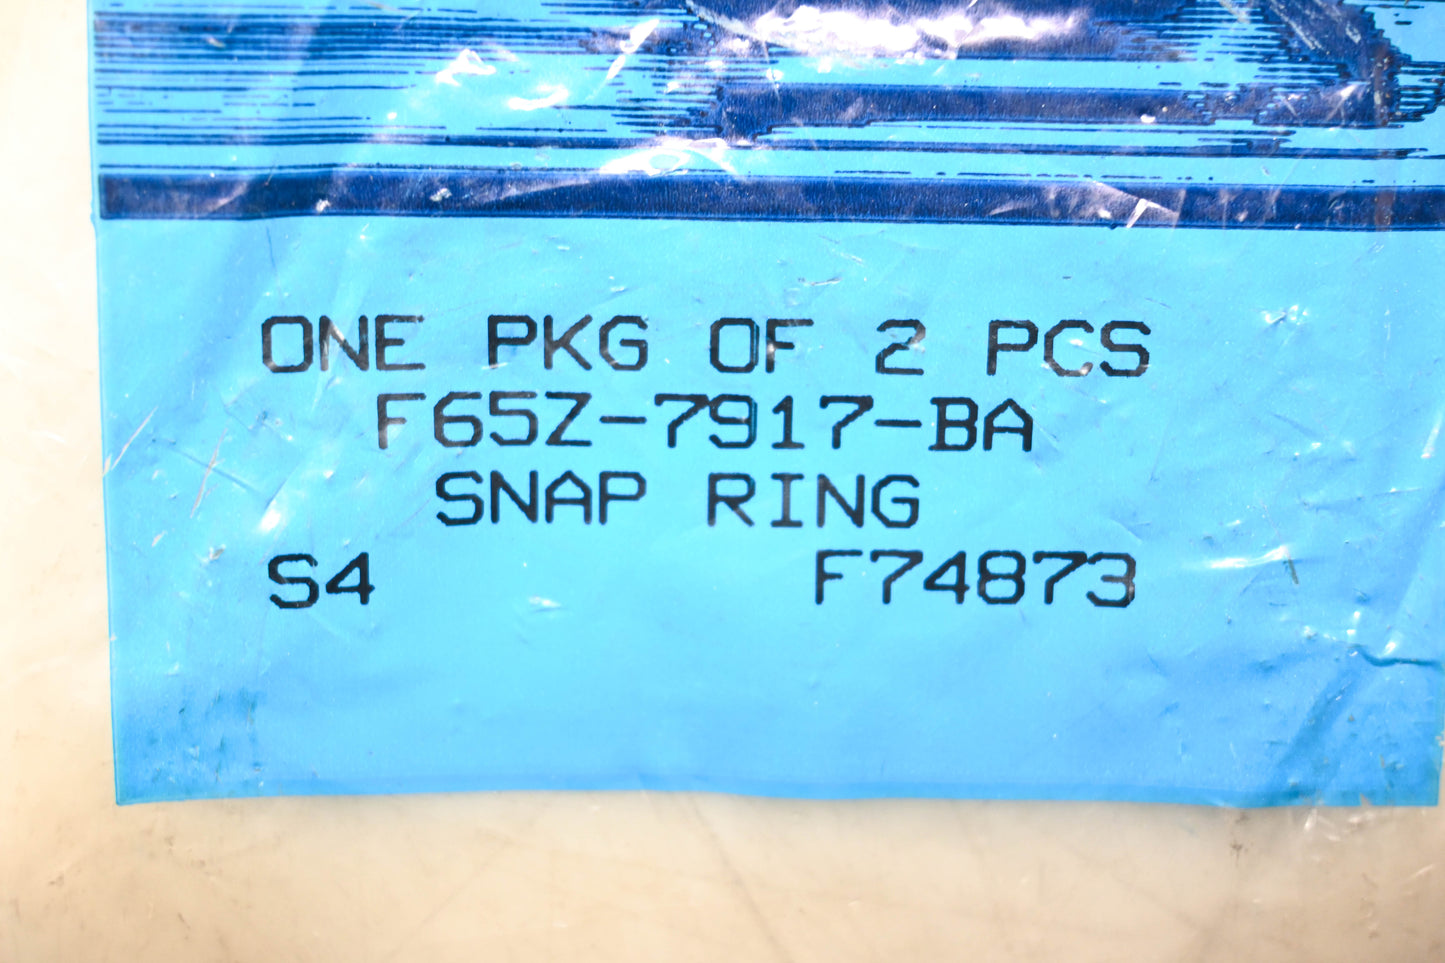 ONE PKG OF 2 PCS
F65Z-7917-BA
SNAP RING
S4 F74873